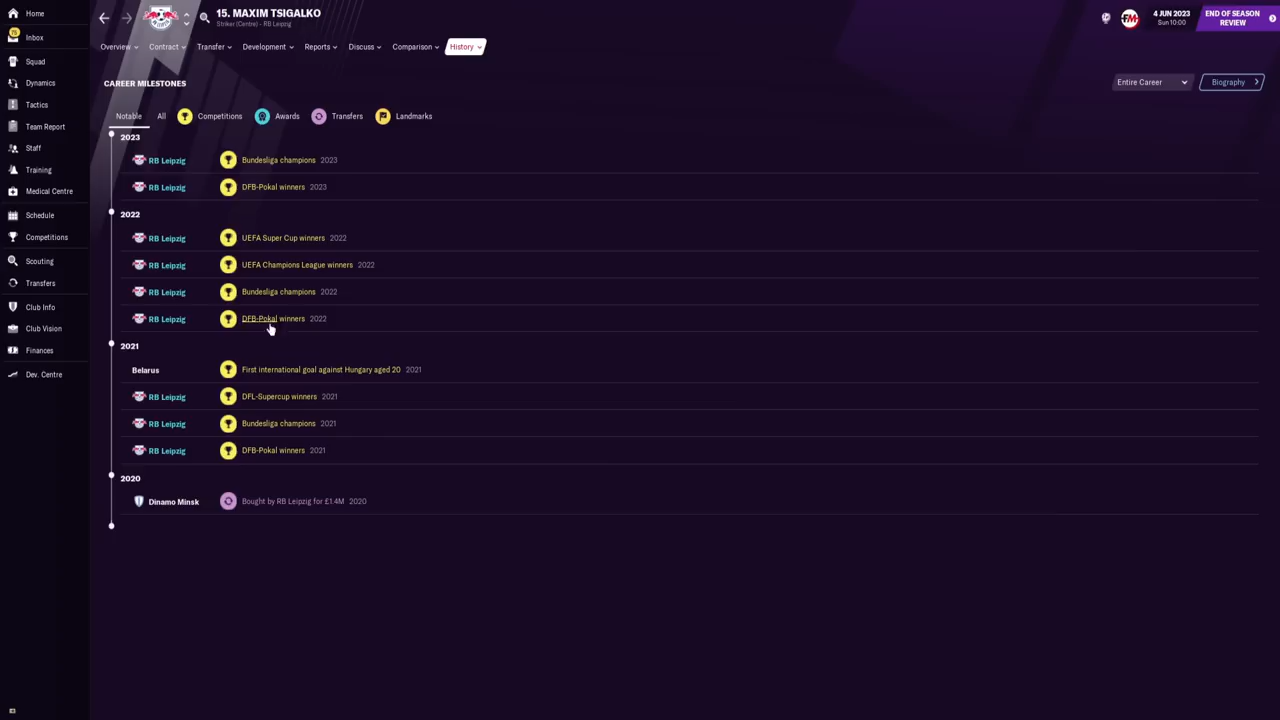 Home
15. MAXIM TSIGALKO
Striker (Centre) - RB Leipzig
4 JUN 2023
Sun 10:00
END OF SEASON
REVIEW
Inbox
Overview Contract Transfer Development Reports Discuss Comparison History
Squad
Dynamics
Tactics
Team Report
Staff
Training
Medical Centre
Schedule
Competitions
Scouting
Transfers
Club Info
Club Vision
Finances
Dev. Centre
CAREER MILESTONES
Entire Career
Biography
Notable All Competitions Awards Transfers Landmarks
2023
RB Leipzig Bundesliga champions 2023
RB Leipzig DFB-Pokal winners 2023
2022
RB Leipzig UEFA Super Cup winners 2022
RB Leipzig UEFA Champions League winners 2022
RB Leipzig Bundesliga champions 2022
RB Leipzig DFB-Pokal winners 2022
2021
Belarus First international goal against Hungary aged 20 2021
RB Leipzig DFL-Supercup winners 2021
RB Leipzig Bundesliga champions 2021
RB Leipzig DFB-Pokal winners 2021
2020
Dinamo Minsk Bought by RB Leipzig for £1.4M 2020